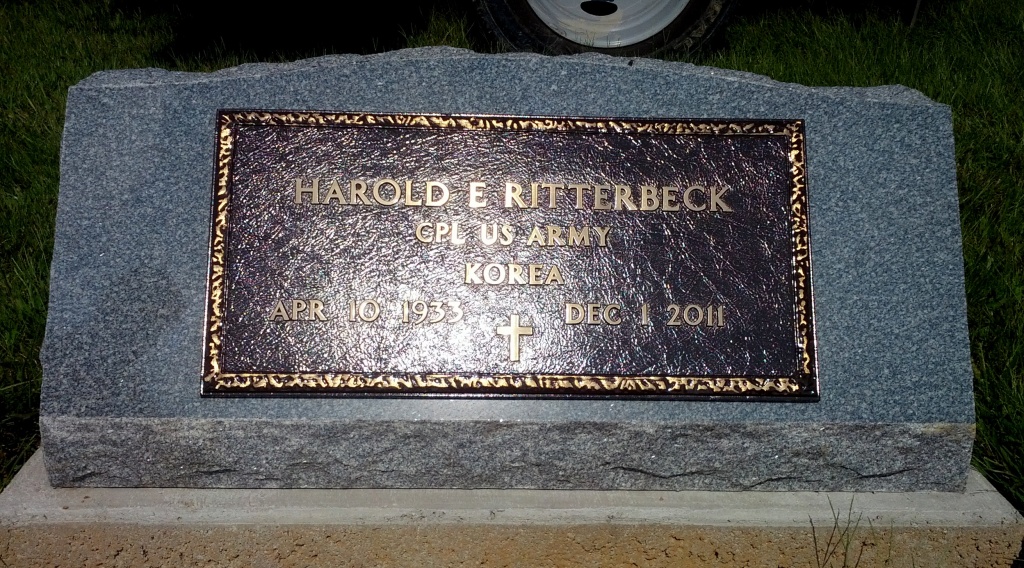 HAROLD E RITTERBECK
CPL US ARMY
KOREA
APR 10 1933 DEC 1 2011